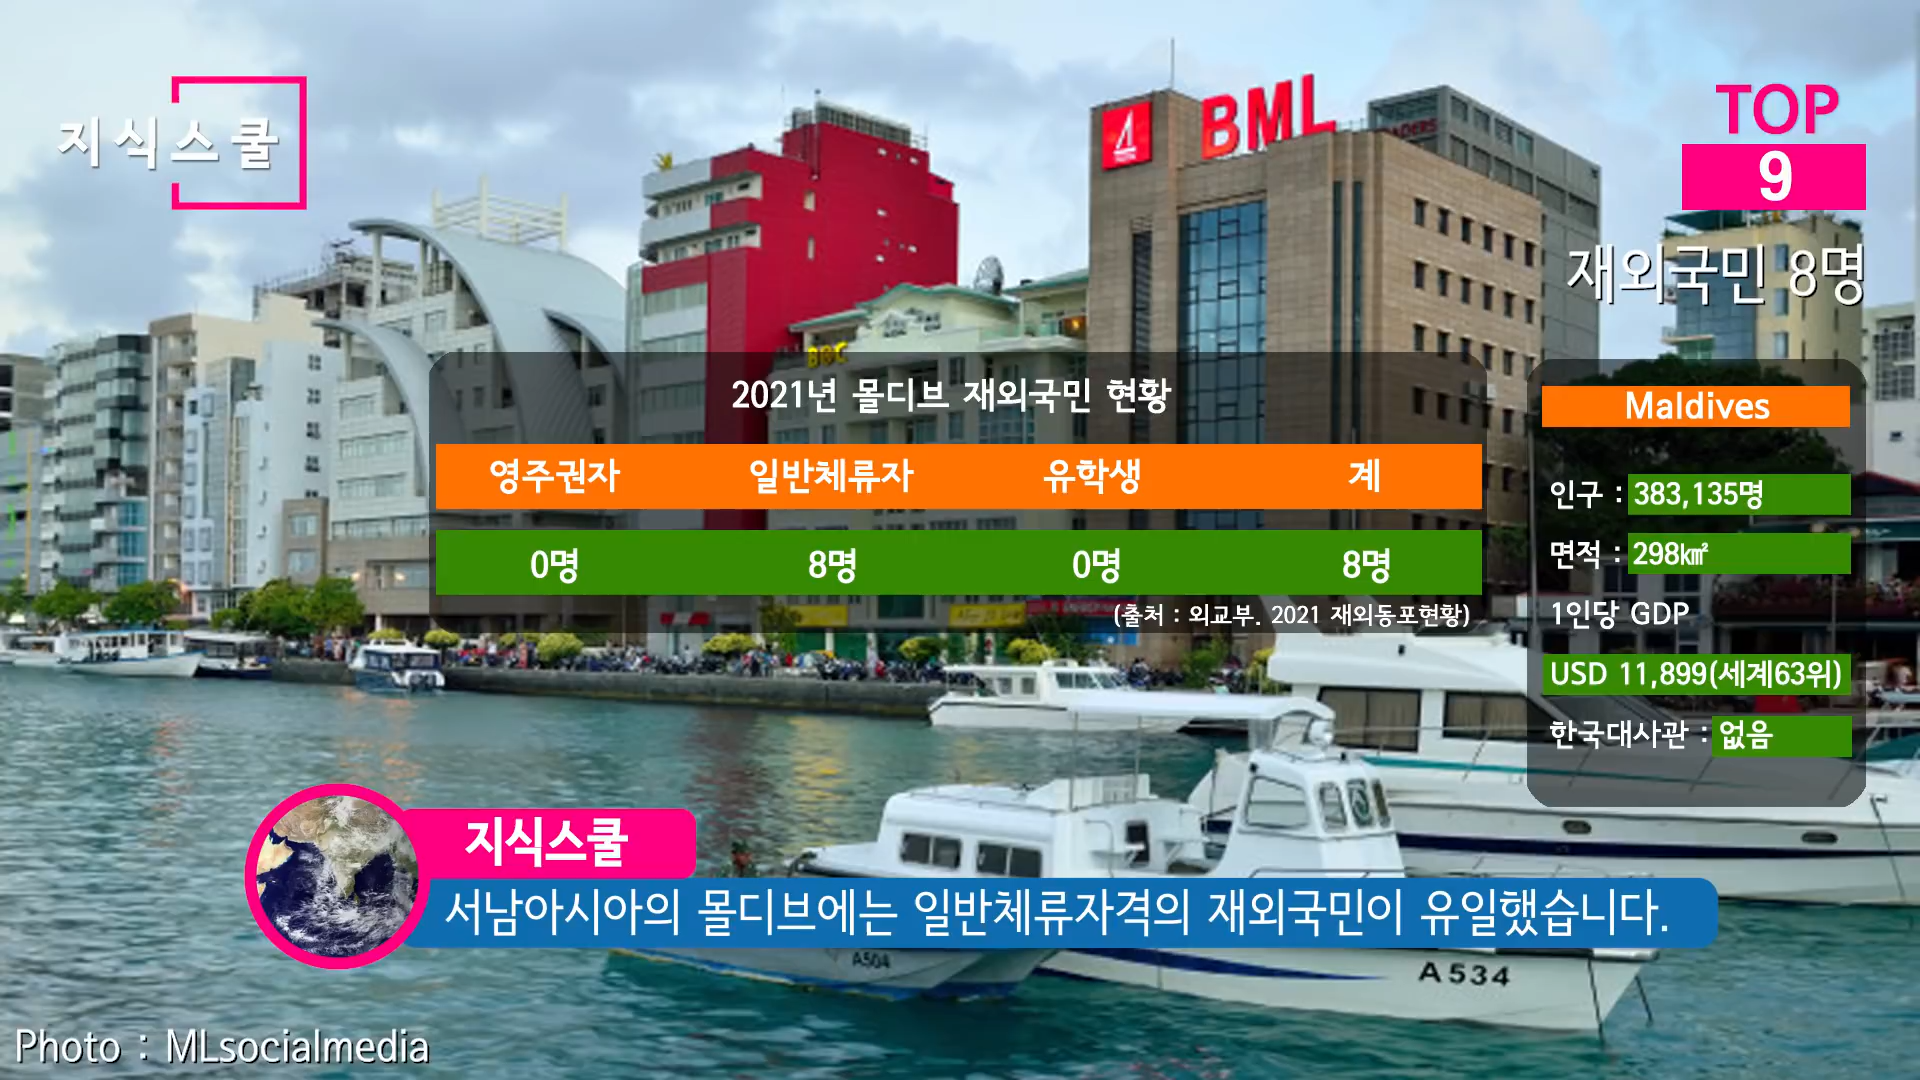 지식스쿨
BML
TOP
9
재외국민 8명
2021년 몰디브 재외국민 현황
영주권자 일반체류자 유학생 계
0명 8명 0명 8명
(출처 : 외교부. 2021 재외동포현황)
Maldives
인구 : 383,135명
면적 : 298㎢
1인당 GDP
USD 11,899(세계63위)
한국대사관 : 없음
지식스쿨
서남아시아의 몰디브에는 일반체류자격의 재외국민이 유일했습니다.
A504
A534
Photo : MLsocialmedia